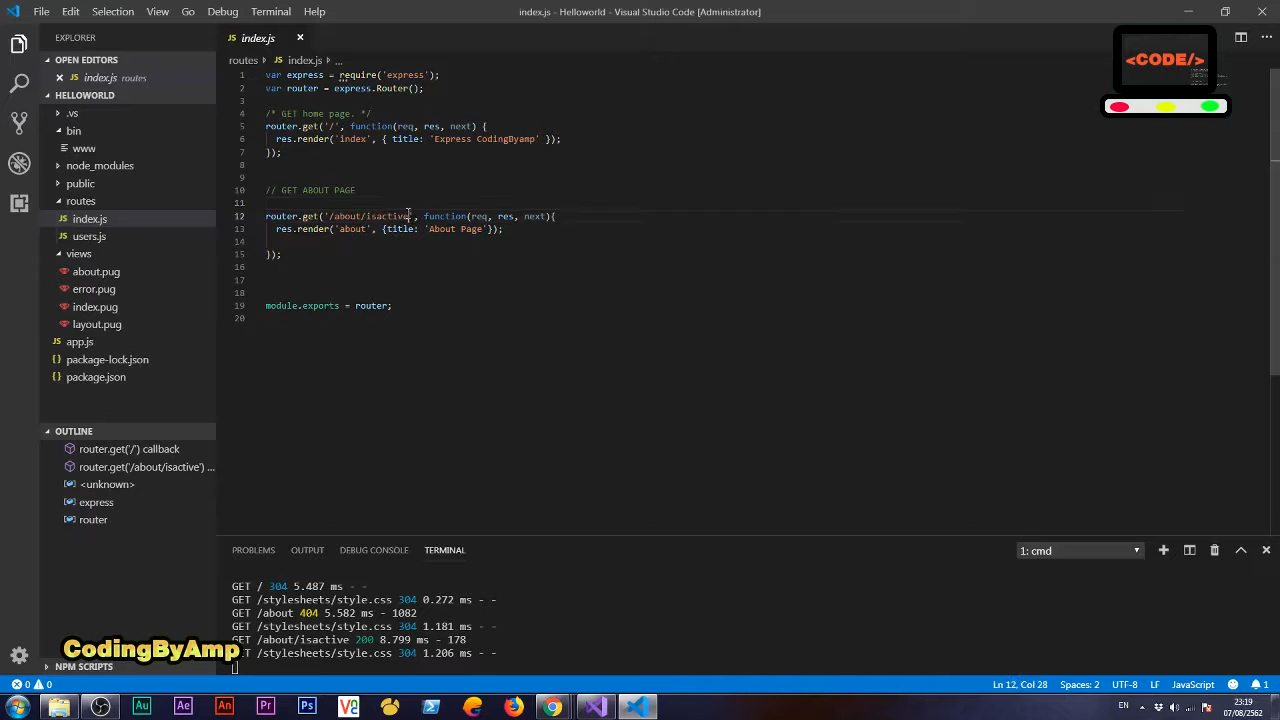 File Edit Selection View Go Debug Terminal Help
index.js - Helloworld - Visual Studio Code [Administrator]
EXPLORER
OPEN EDITORS
index.js routes
HELLOWORLD
.vs
bin
www
node_modules
public
routes
index.js
users.js
views
about.pug
error.pug
index.pug
layout.pug
app.js
package-lock.json
package.json
OUTLINE
router.get('/') callback
router.get('/about/isactive') ...
<unknown>
express
router
NPM SCRIPTS
index.js
routes index.js ...
1 var express = require('express');
2 var router = express.Router();
3
4 /* GET home page. */
5 router.get('/', function(req, res, next) {
6 res.render('index', { title: 'Express CodingByamp' });
7 });
8
9
10 // GET ABOUT PAGE
11
12 router.get('/about/isactive', function(req, res, next){
13 res.render('about', {title: 'About Page'});
14
15 });
16
17
18
19 module.exports = router;
20
<CODE/>
PROBLEMS OUTPUT DEBUG CONSOLE TERMINAL
1: cmd
GET / 304 5.487 ms - -
GET /stylesheets/style.css 304 0.272 ms - -
GET /about 404 5.582 ms - 1082
GET /stylesheets/style.css 304 1.181 ms - -
GET /about/isactive 200 8.799 ms - 178
GET /stylesheets/style.css 304 1.206 ms - -
CodingByAmp
0 0
Ln 12, Col 28 Spaces: 2 UTF-8 LF JavaScript 1
Au Ae An Pr Ps
EN
23:19
07/08/2562